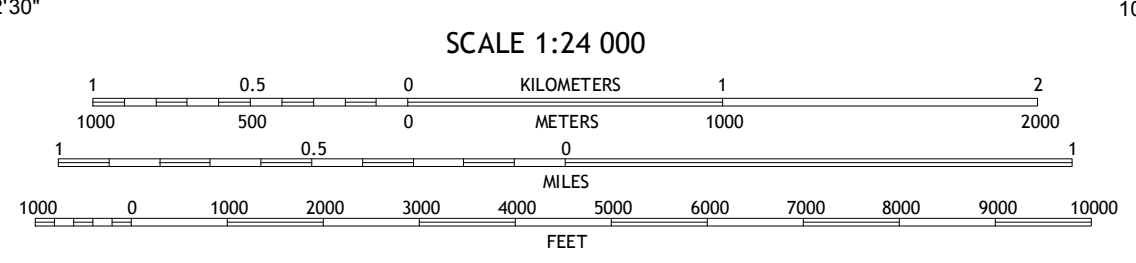 2'30" 10
SCALE 1:24 000
1 0.5 0 KILOMETERS 1 2
1000 500 0 METERS 1000 2000
1 0.5 0 1
MILES
1000 0 1000 2000 3000 4000 5000 6000 7000 8000 9000 10000
FEET